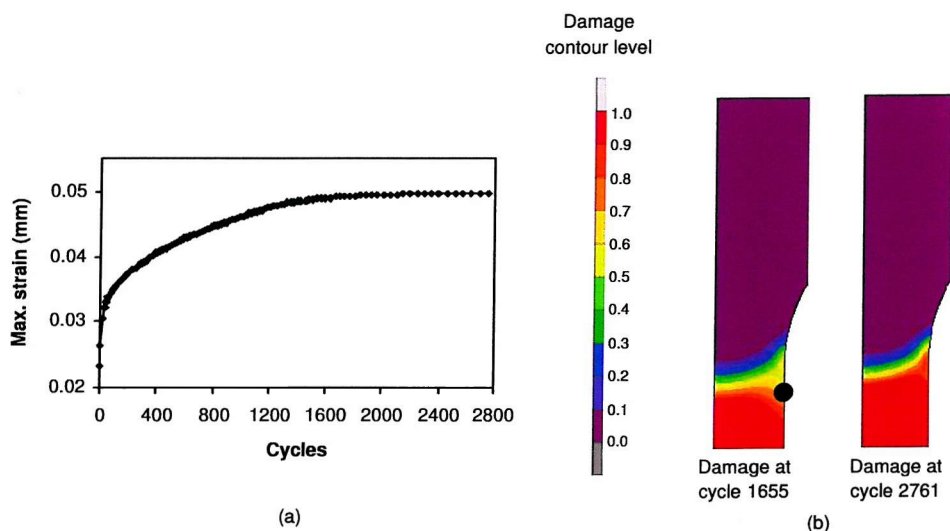 Max. strain (mm)
0.05
0.04
0.03
0.02
0
400
800
1200
1600
2000
2400
2800
Cycles
(a)
Damage
contour level
1.0
0.9
0.8
0.7
0.6
0.5
0.4
0.3
0.2
0.1
0.0
Damage at
cycle 1655
Damage at
cycle 2761
(b)